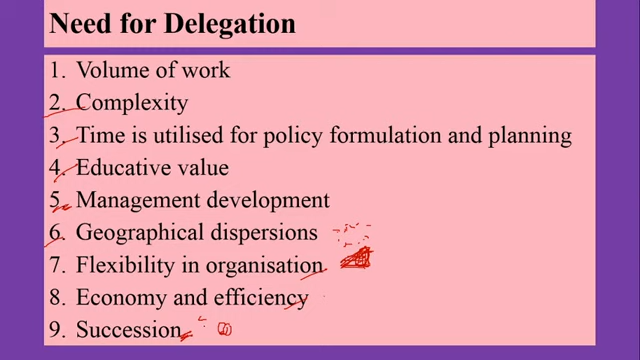 Need for Delegation
1. Volume of work
2. Complexity
3. Time is utilised for policy formulation and planning
4. Educative value
5. Management development
6. Geographical dispersions
7. Flexibility in organisation
8. Economy and efficiency
9. Succession